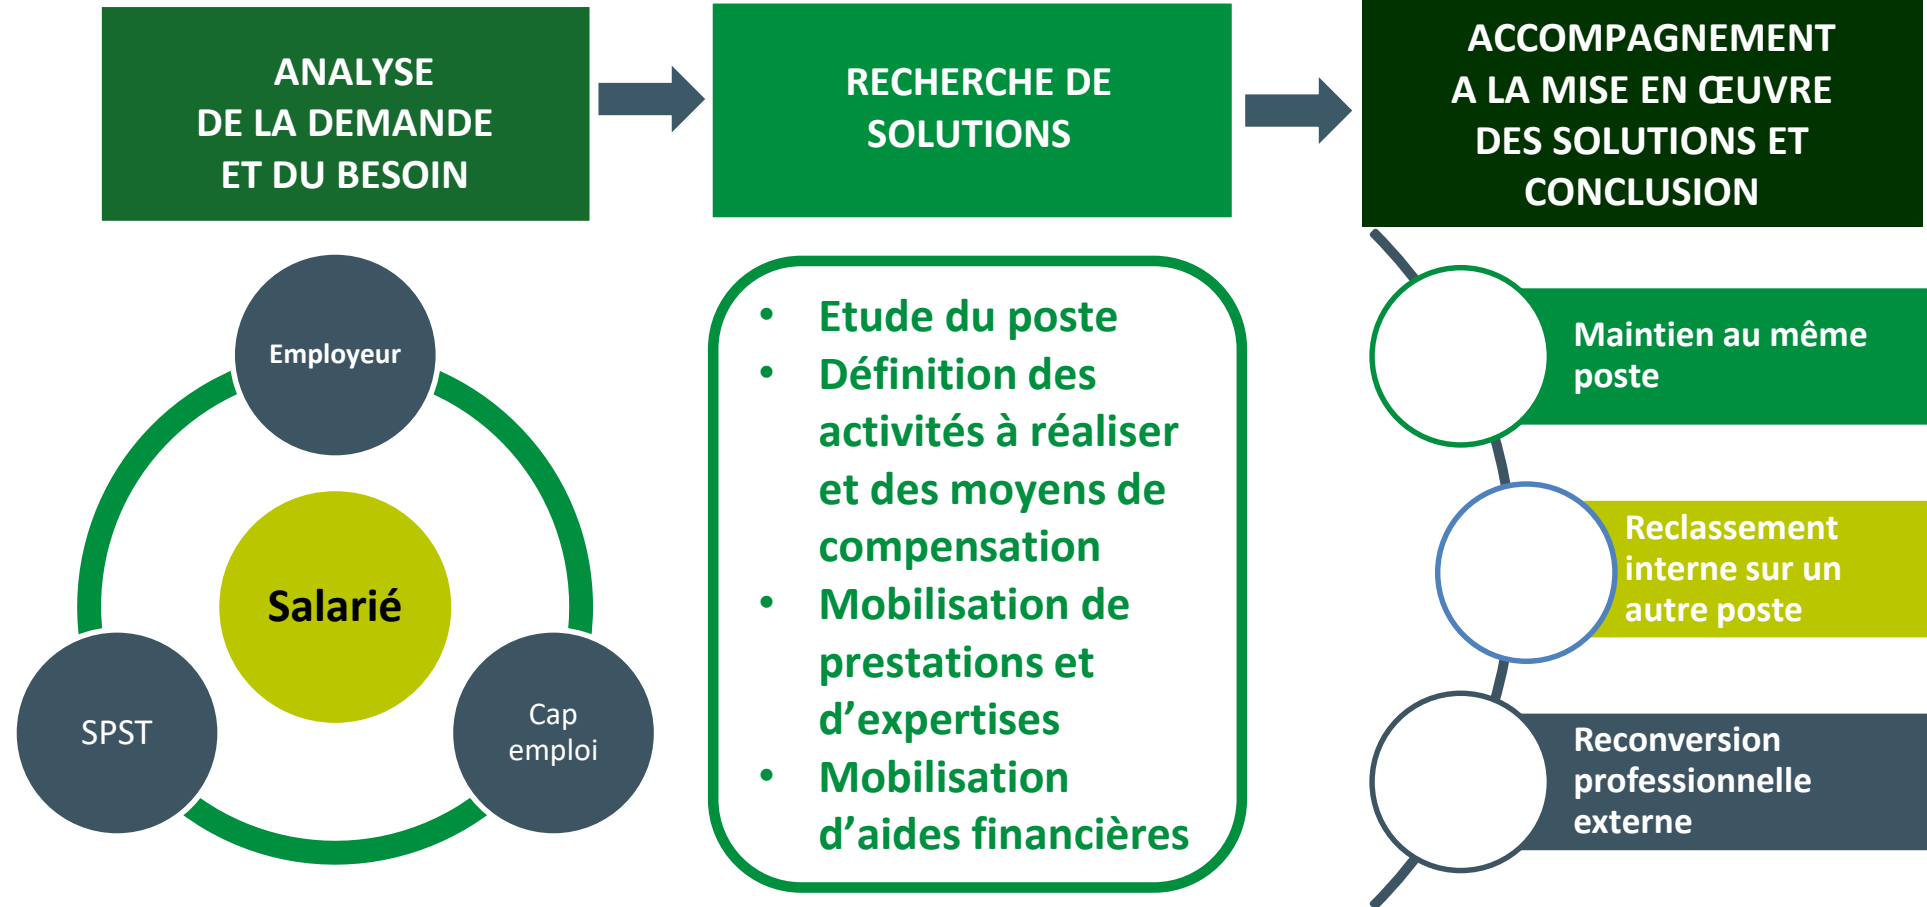 ANALYSE
DE LA DEMANDE
ET DU BESOIN
RECHERCHE DE
SOLUTIONS
ACCOMPAGNEMENT
A LA MISE EN ŒUVRE
DES SOLUTIONS ET
CONCLUSION
Employeur
Salarié
SPST
Cap
emploi
• Etude du poste
• Définition des
activités à réaliser
et des moyens de
compensation
• Mobilisation de
prestations et
d’expertises
• Mobilisation
d’aides financières
Maintien au même
poste
Reclassement
interne sur un
autre poste
Reconversion
professionnelle
externe